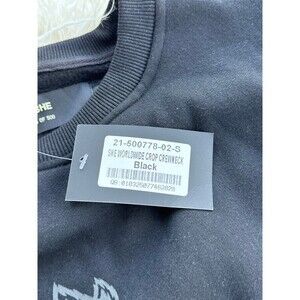 SHE
OF 500
21-500778-02-S
SHE WORLDWIDE CROP CREWNECK
Black